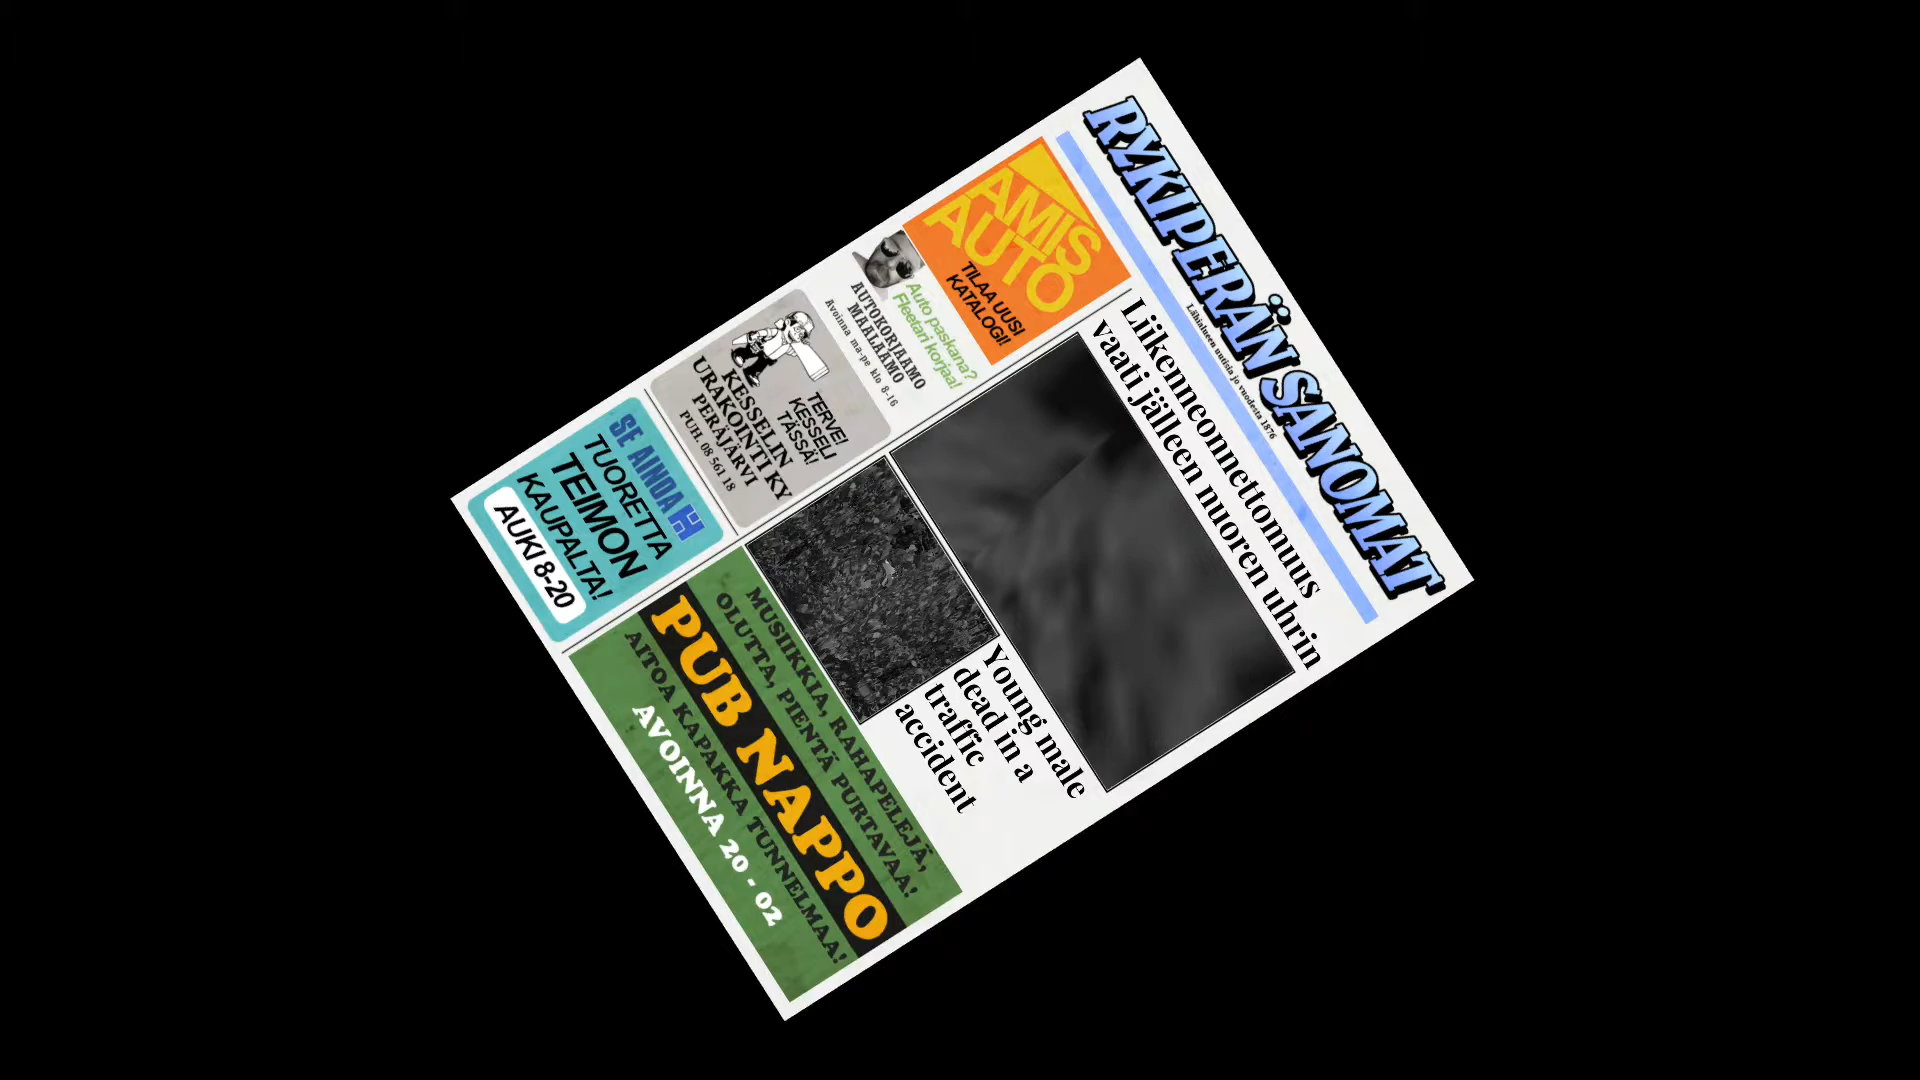 RYKIPERÄN SANOMAT
Lähialueen uutisia jo vuodesta 1876
AMIS
AUTO
TILAA UUSI
KATALOGI!
Auto paskana?
Fleetari korjaa!
AUTOKORJAAMO
MAALAAMO
Avoinna ma-pe klo 8-16
TERVE!
KESSELI
TÄSSÄ!
KESSELIN
URAKOINTI KY
PERÄJÄRVI
PUH. 08 561 18
SE AINOA H
TUORETTA
TEIMON
KAUPALTA!
AUKI 8-20
Liikenneonnettomuus
vaati jälleen nuoren uhrin
Young male
dead in a
traffic
accident
MUSIIKKIA, RAHAPELEJÄ,
OLUTTA, PIENTÄ PURTAVAA!
PUB NAPPO
AITOA KAPAKKA TUNNELMAA!
AVOINNA 20 - 02